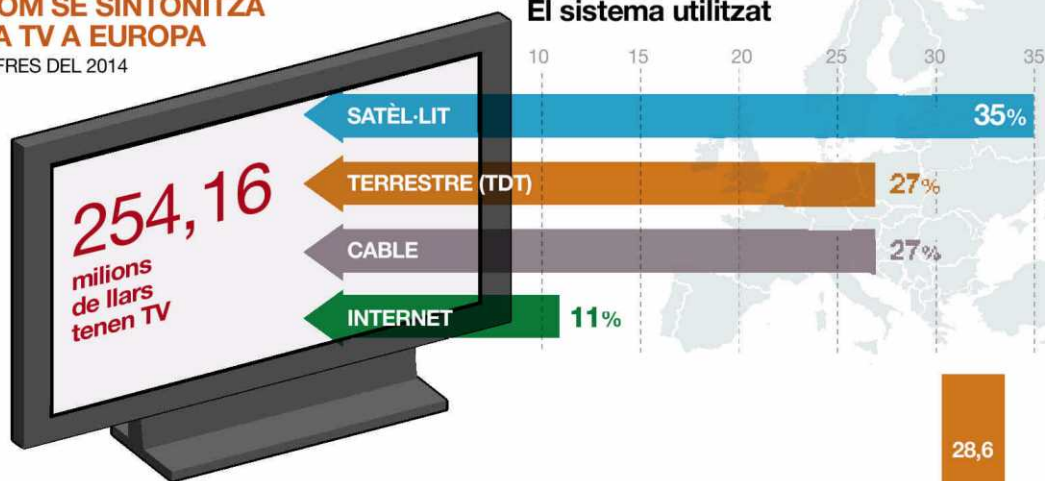 OM SE SINTONITZA
A TV A EUROPA
FRES DEL 2014
El sistema utilitzat
10 15 20 25 30 35
SATÈL·LIT 35%
TERRESTRE (TDT) 27%
CABLE 27%
INTERNET 11%
254,16
milions
de llars
tenen TV
28,6